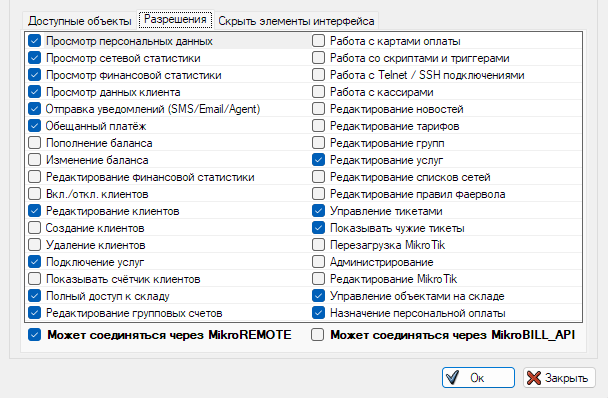 Доступные объекты Разрешения Скрыть элементы интерфейса
Просмотр персональных данных
Просмотр сетевой статистики
Просмотр финансовой статистики
Просмотр данных клиента
Отправка уведомлений (SMS/Email/Agent)
Обещанный платёж
Пополнение баланса
Изменение баланса
Редактирование финансовой статистики
Вкл./откл. клиентов
Редактирование клиентов
Создание клиентов
Удаление клиентов
Подключение услуг
Показывать счётчик клиентов
Полный доступ к складу
Редактирование групповых счетов
Работа с картами оплаты
Работа со скриптами и триггерами
Работа с Telnet / SSH подключениями
Работа с кассирами
Редактирование новостей
Редактирование тарифов
Редактирование групп
Редактирование услуг
Редактирование списков сетей
Редактирование правил фаервола
Управление тикетами
Показывать чужие тикеты
Перезагрузка MikroTik
Администрирование
Редактирование MikroTik
Управление объектами на складе
Назначение персональной оплаты
Может соединяться через MikroREMOTE
Может соединяться через MikroBILL_API
Ок
Закрыть